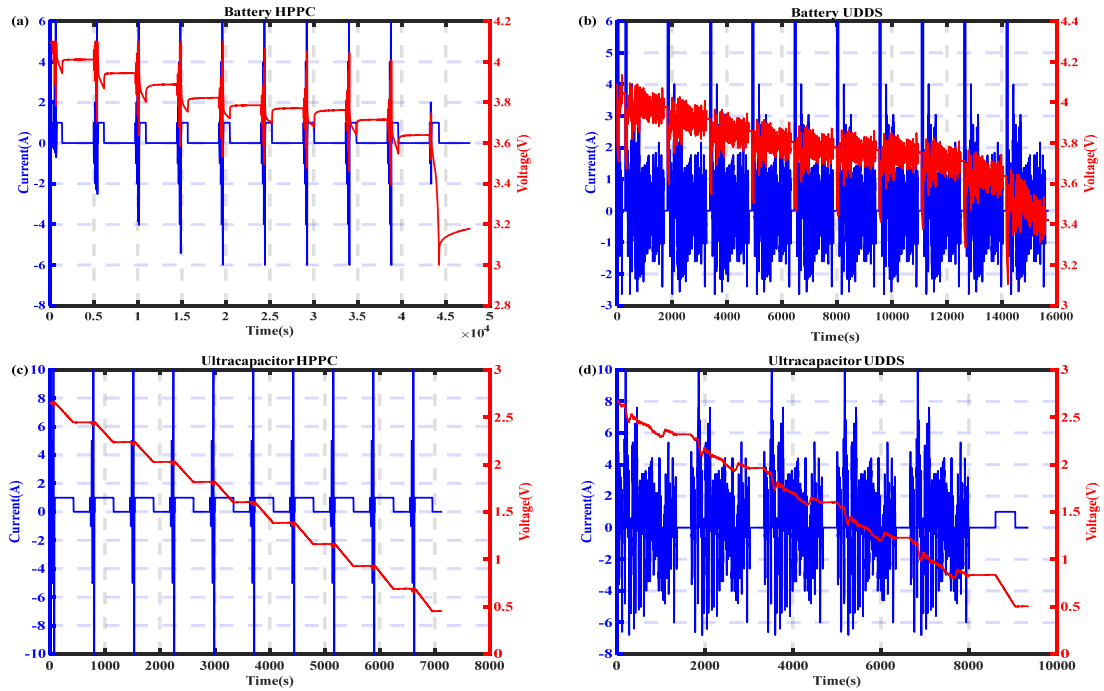 (a)
Battery HPPC
6
4
2
0
-2
-4
-6
-8
Current(A)
4.2
4
3.8
3.6
3.4
3.2
3
2.8
Voltage(V)
0 0.5 1 1.5 2 2.5 3 3.5 4 4.5 5
×10⁴
Time(s)
(b)
Battery UDDS
6
5
4
3
2
1
0
-1
-2
-3
Current(A)
4.4
4.2
4
3.8
3.6
3.4
3.2
3
Voltage(V)
0 2000 4000 6000 8000 10000 12000 14000 16000
Time(s)
(c)
Ultracapacitor HPPC
10
8
6
4
2
0
-2
-4
-6
-8
-10
Current(A)
3
2.5
2
1.5
1
0.5
0
Voltage(V)
0 1000 2000 3000 4000 5000 6000 7000 8000
Time(s)
(d)
Ultracapacitor UDDS
10
8
6
4
2
0
-2
-4
-6
-8
Current(A)
3
2.5
2
1.5
1
0.5
0
Voltage(V)
0 2000 4000 6000 8000 10000
Time(s)